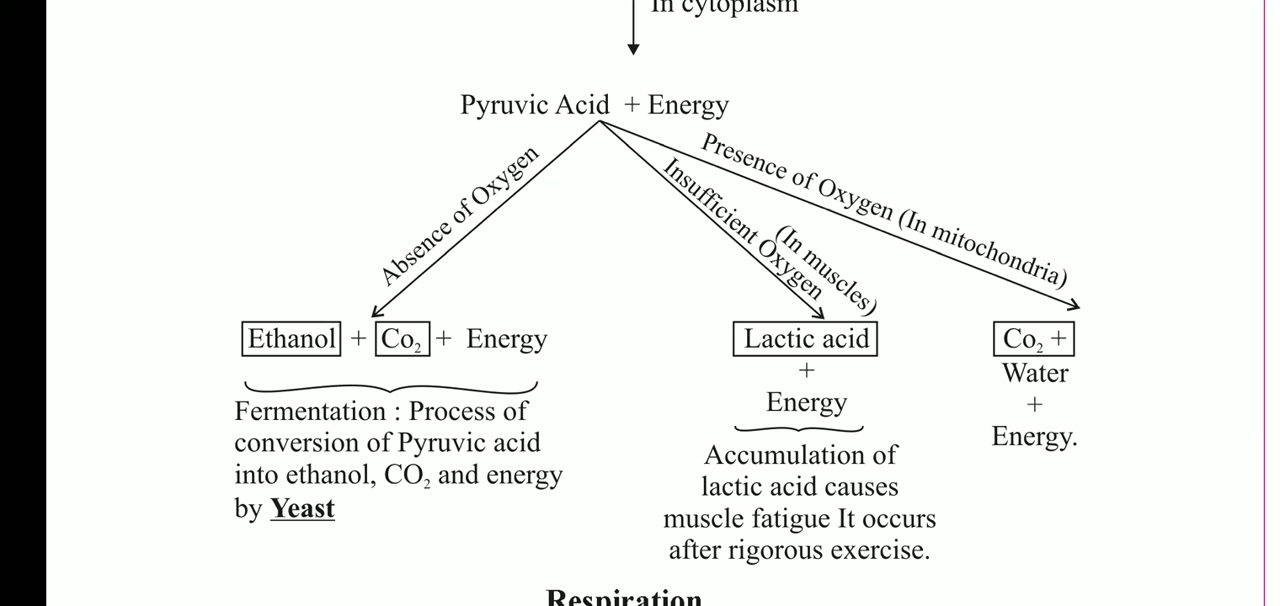 In cytoplasm
Pyruvic Acid + Energy
Absence of Oxygen
Insufficient Oxygen
(In muscles)
Presence of Oxygen (In mitochondria)
Ethanol + Co₂ + Energy
Fermentation : Process of
conversion of Pyruvic acid
into ethanol, CO₂ and energy
by Yeast
Lactic acid
+
Energy
Accumulation of
lactic acid causes
muscle fatigue It occurs
after rigorous exercise.
Co₂ +
Water
+
Energy.
Respiration